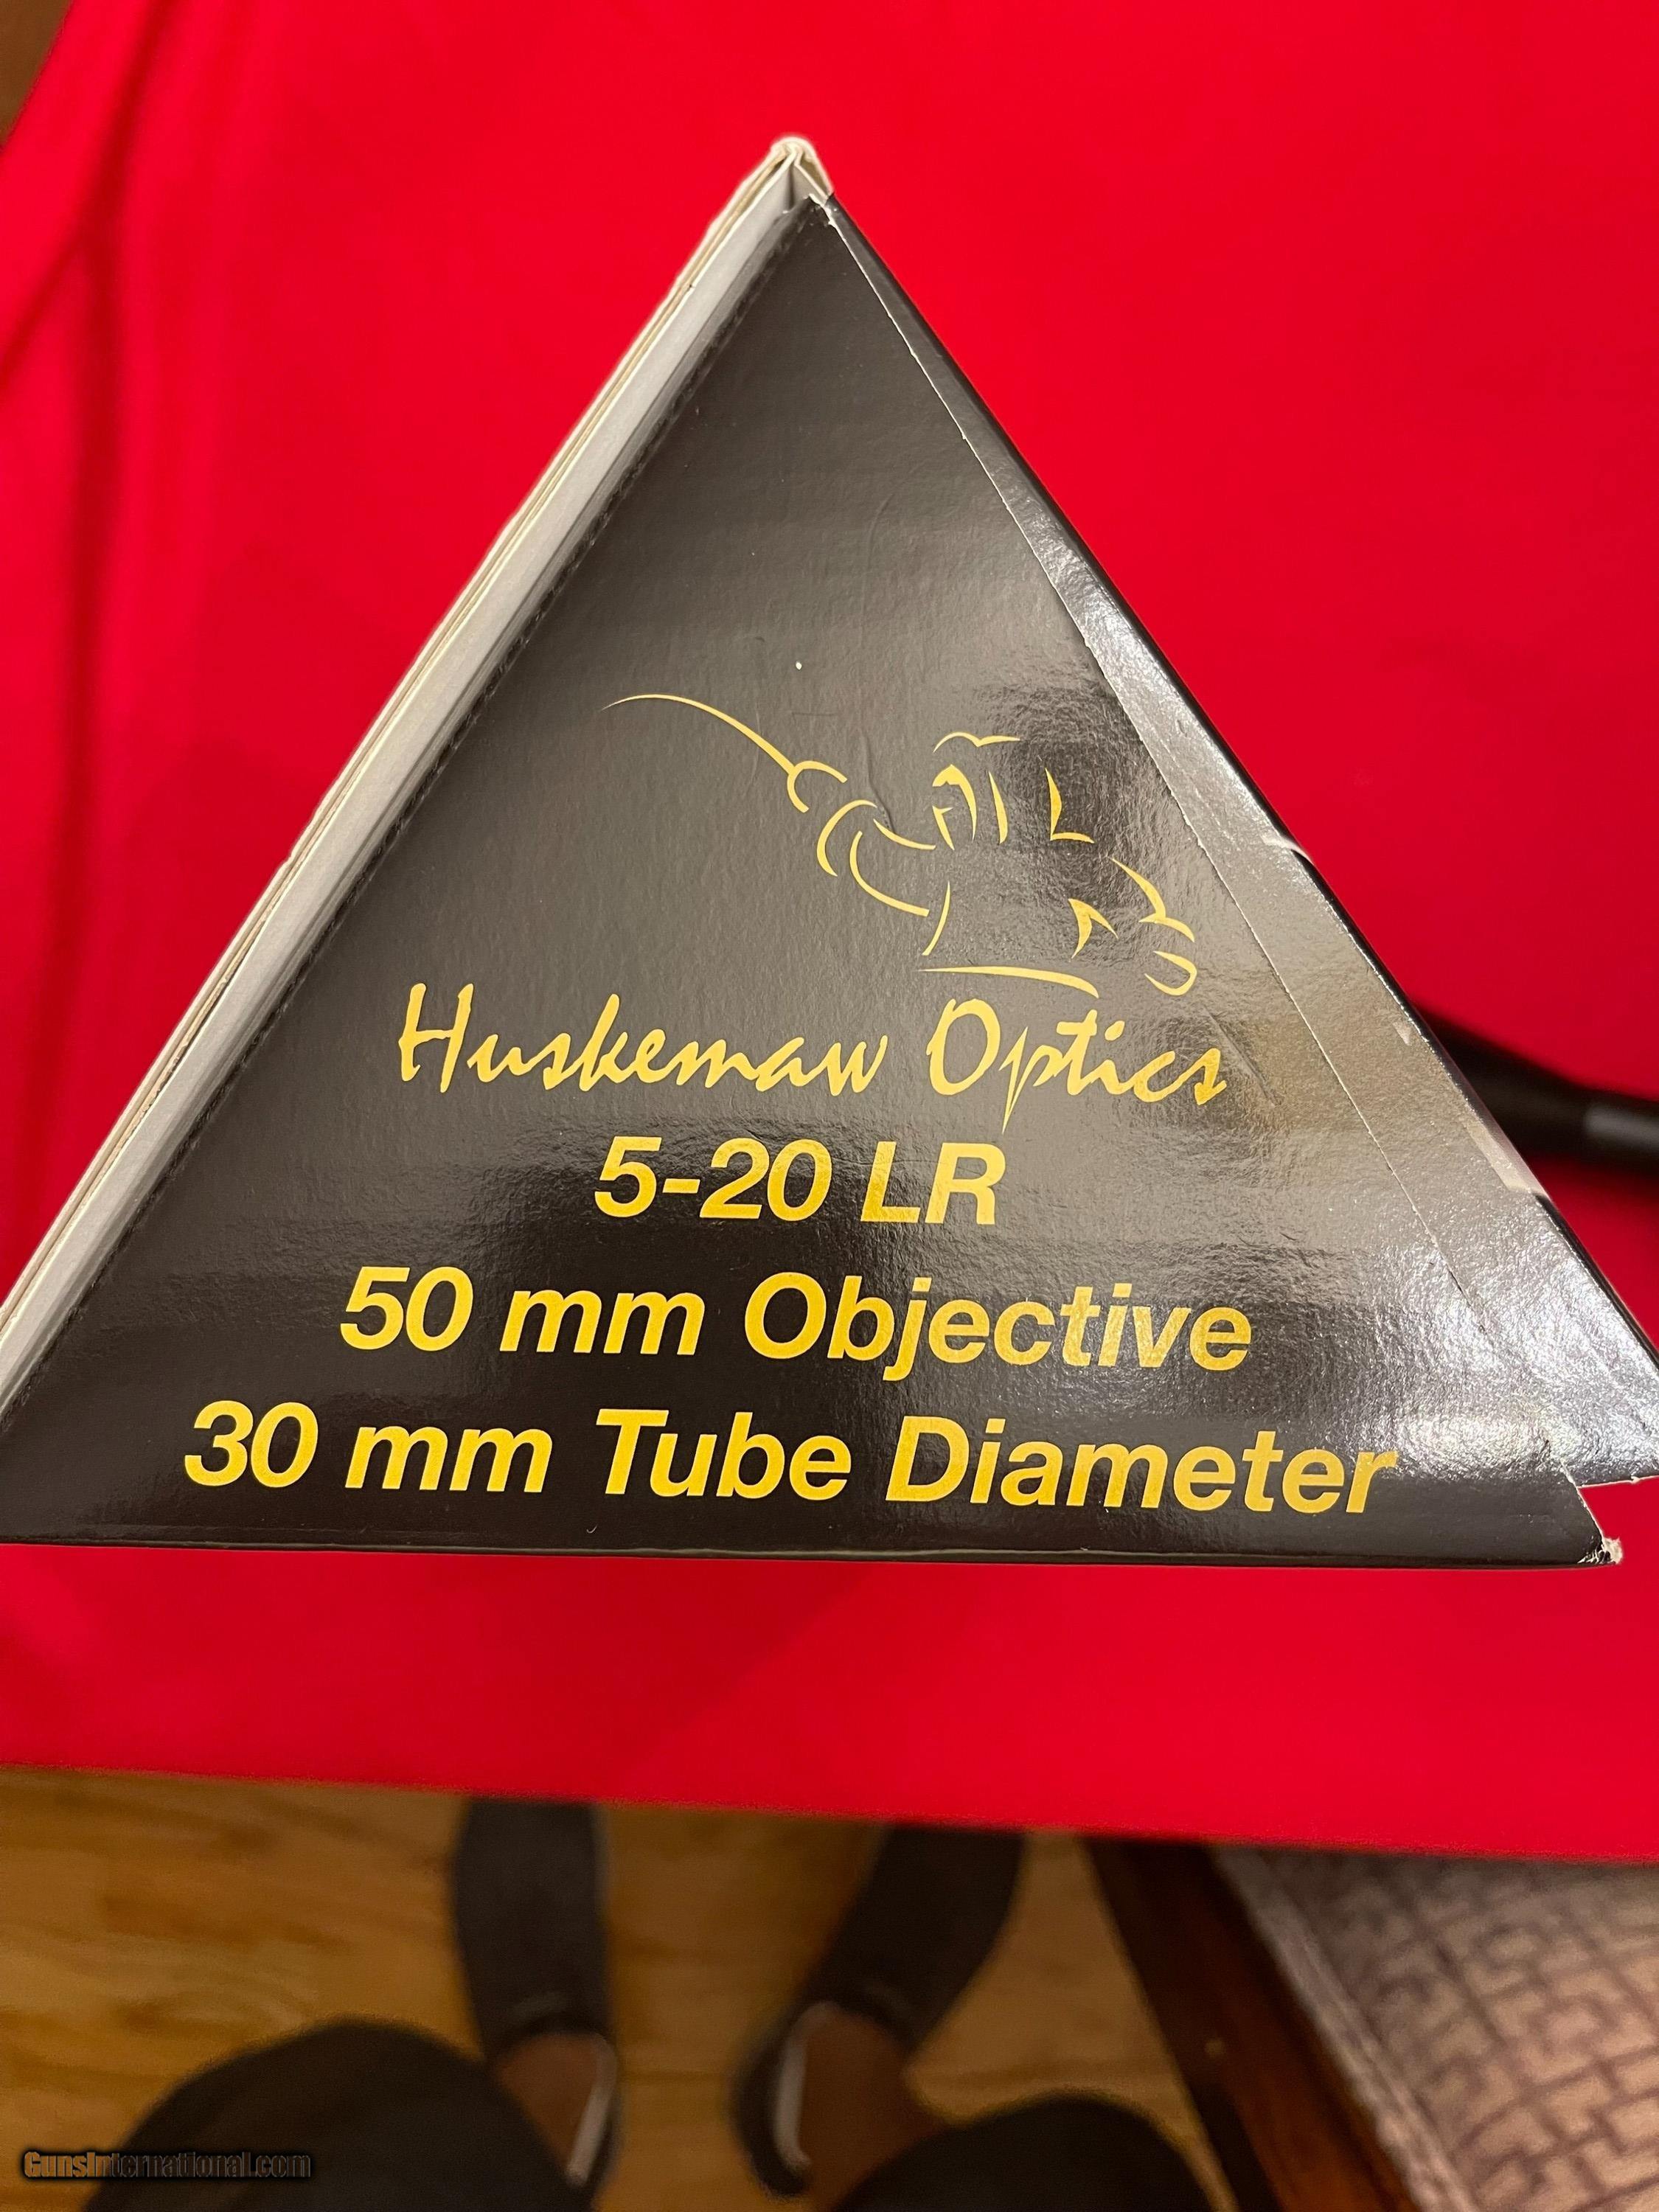 Huskemaw Optics
5-20 LR
50 mm Objective
30 mm Tube Diameter
GunsInternational.com